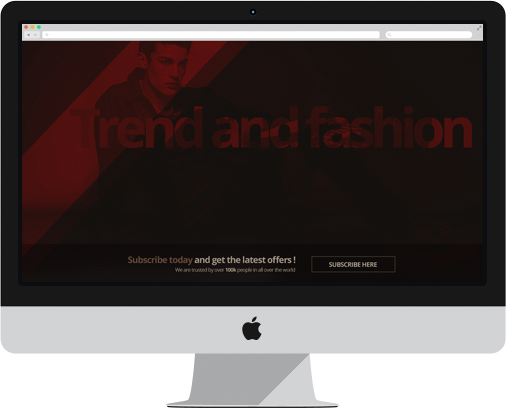 Trend and fashion
Subscribe today and get the latest offers !
We are trusted by over 100k people in all over the world
SUBSCRIBE HERE